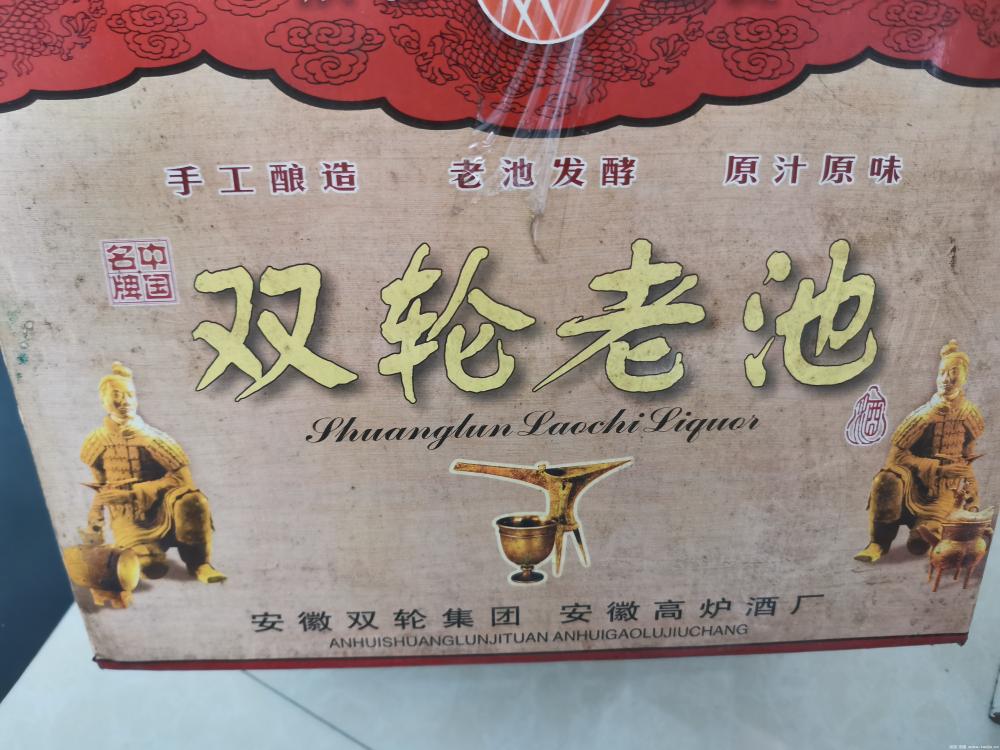 手工酿造 老池发酵 原汁原味
中国
名牌
双轮老池
酒
Shuanglun Laochi Liquor
安徽双轮集团 安徽高炉酒厂
ANHUISHUANGLUNJITUAN ANHUIGAOLUJIUCHANG